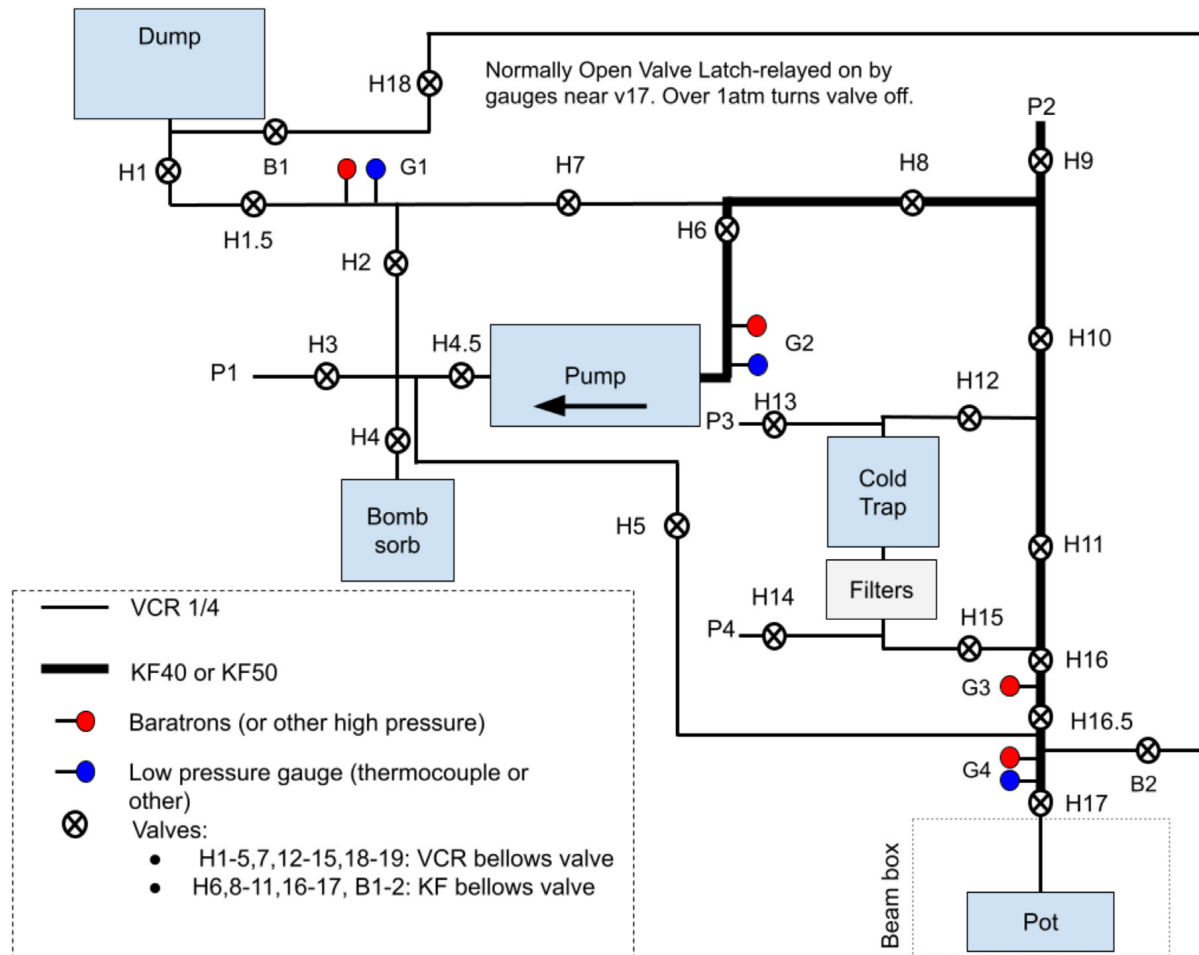 Dump
H18
Normally Open Valve Latch-relayed on by
gauges near v17. Over 1atm turns valve off.
P2
H1
B1
G1
H7
H8
H9
H1.5
H2
H6
H3
H4.5
P1
Pump
G2
H10
H12
P3
H13
H4
Cold
Trap
Bomb
sorb
H5
H11
Filters
H14
H15
P4
H16
G3
H16.5
G4
B2
H17
VCR 1/4
KF40 or KF50
Baratrons (or other high pressure)
Low pressure gauge (thermocouple or
other)
Valves:
● H1-5,7,12-15,18-19: VCR bellows valve
● H6,8-11,16-17, B1-2: KF bellows valve
Beam box
Pot